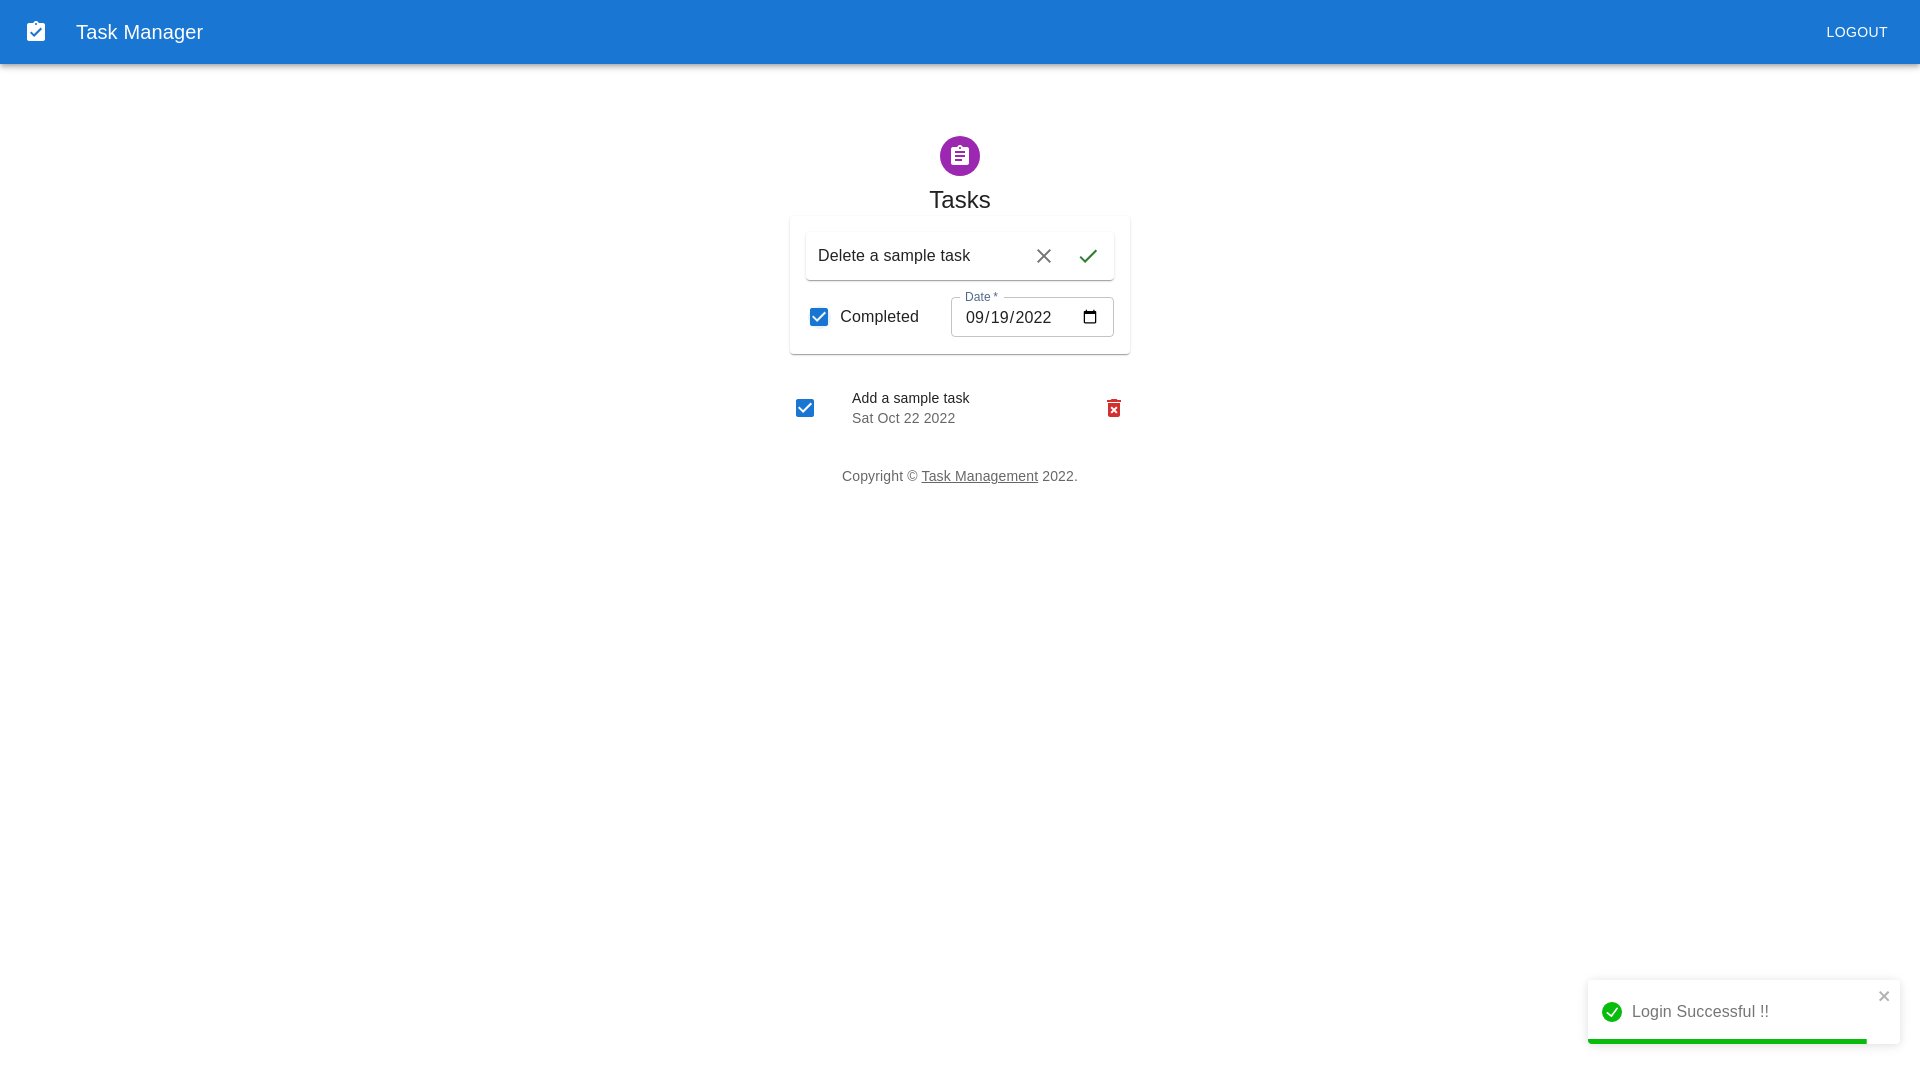 Task Manager
LOGOUT
Tasks
Delete a sample task
Completed
Date *
09/19/2022
Add a sample task
Sat Oct 22 2022
Copyright © Task Management 2022.
Login Successful !!